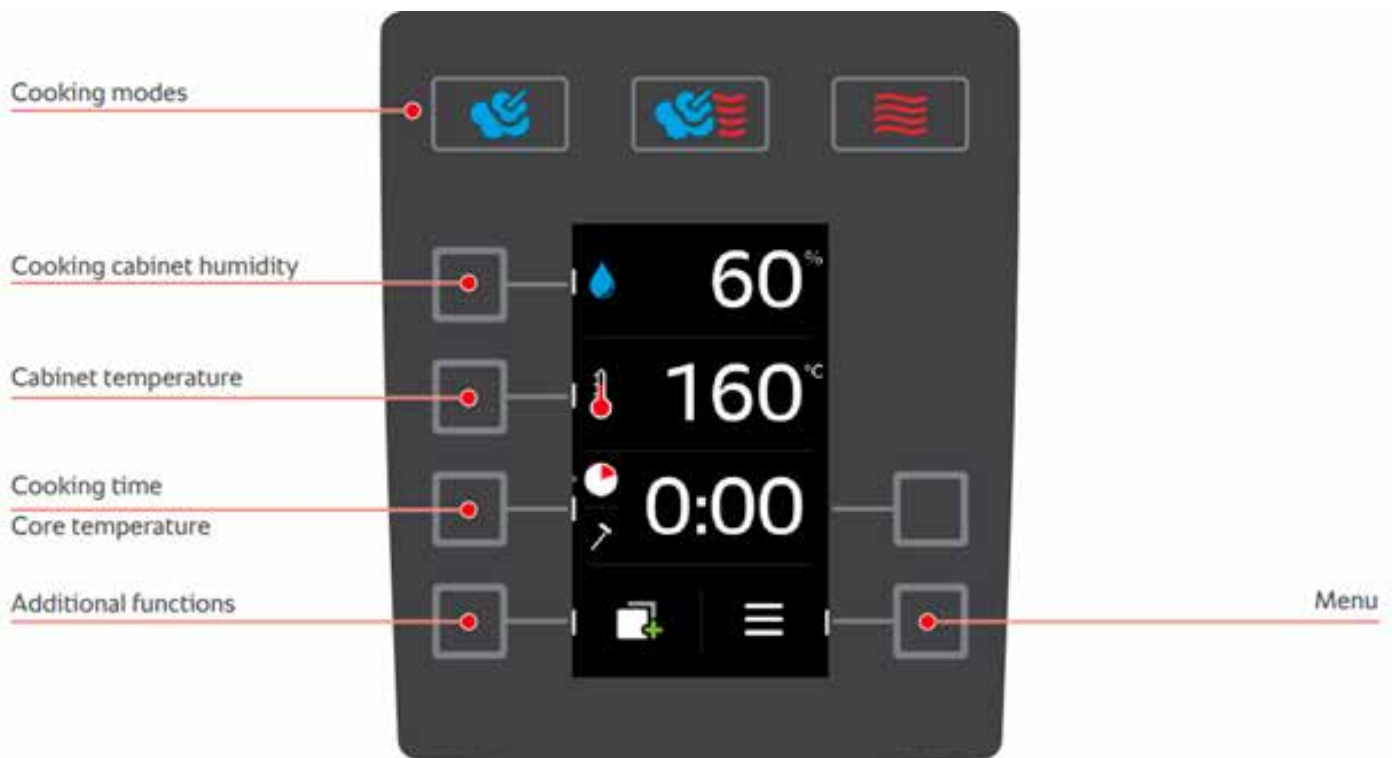 Cooking modes
Cooking cabinet humidity
60%
Cabinet temperature
160°C
Cooking time
0:00
Core temperature
Additional functions
Menu